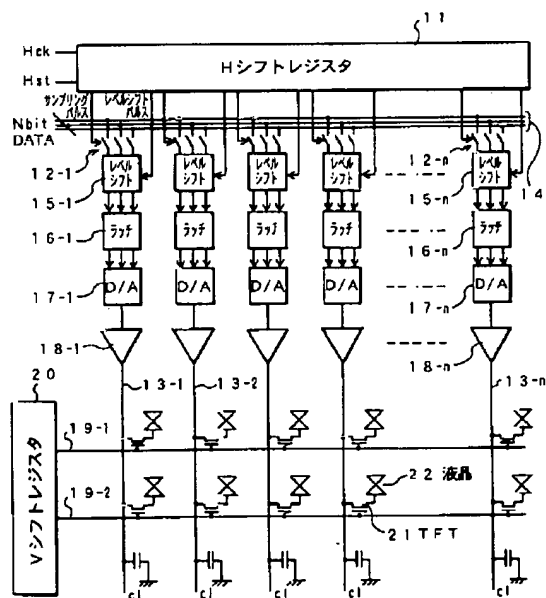 11
Hck
Hst
Hシフトレジスタ
サンプリング
パルス
レベルシフト
パルス
Nbit
DATA
12-1
12-n
14
レベル
シフト
レベル
シフト
レベル
シフト
レベル
シフト
レベル
シフト
15-1
15-n
ラッチ
ラッチ
ラッチ
ラッチ
ラッチ
16-1
16-n
D/A
D/A
D/A
D/A
D/A
17-1
17-n
18-1
18-n
20
13-1
13-2
13-n
19-1
19-2
Vシフトレジスタ
22 液晶
21 TFT
cl
cl
cl
cl
cl